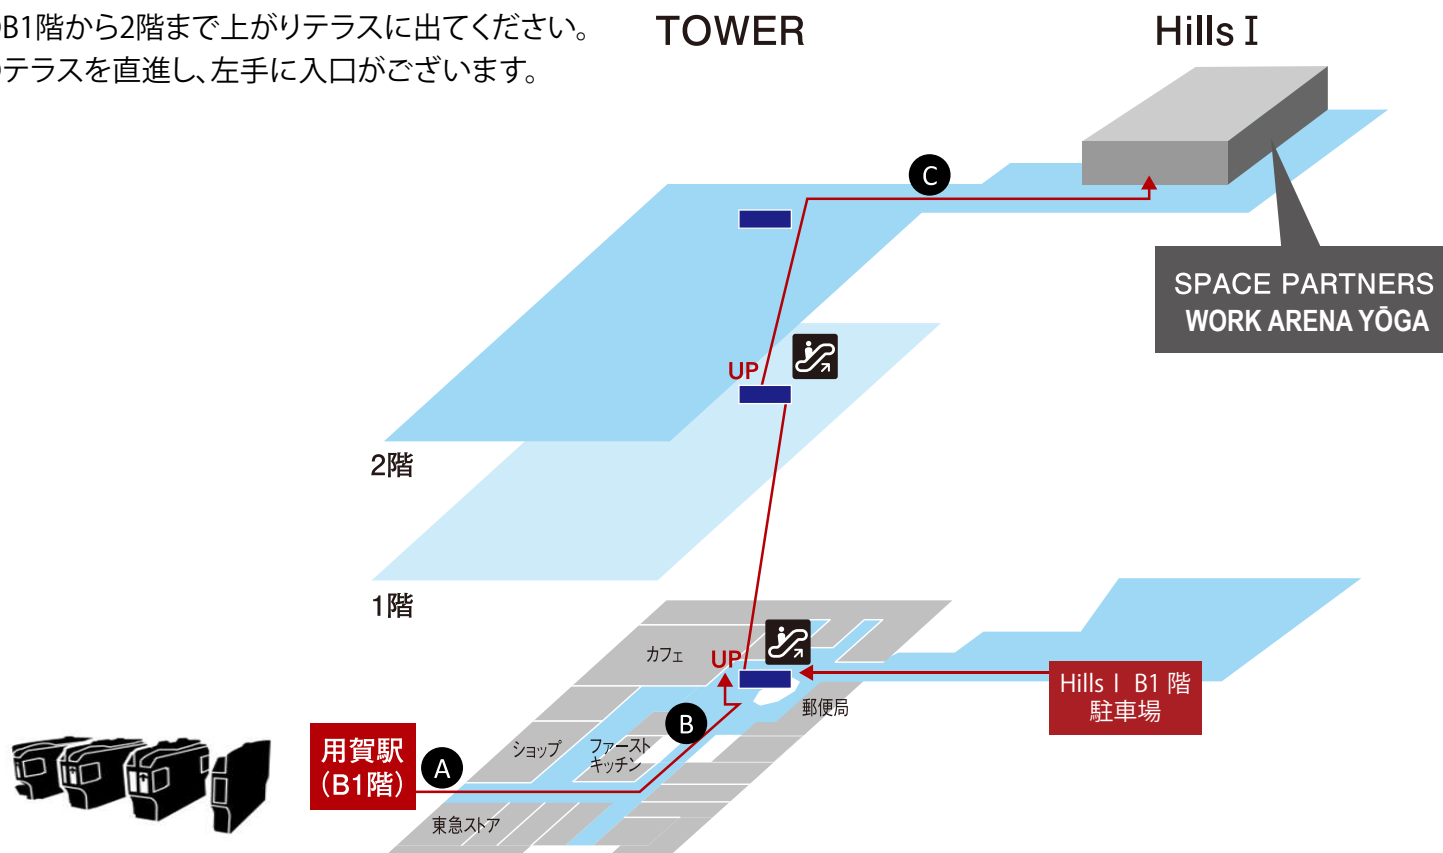 B1階から2階まで上がりテラスに出てください。
テラスを直進し、左手に入口がございます。
TOWER
Hills I
C
SPACE PARTNERS
WORK ARENA YŌGA
UP
2階
1階
カフェ
UP
Hills I B1 階
駐車場
郵便局
B
ショップ
ファースト
キッチン
用賀駅
（B1階）
A
東急ストア